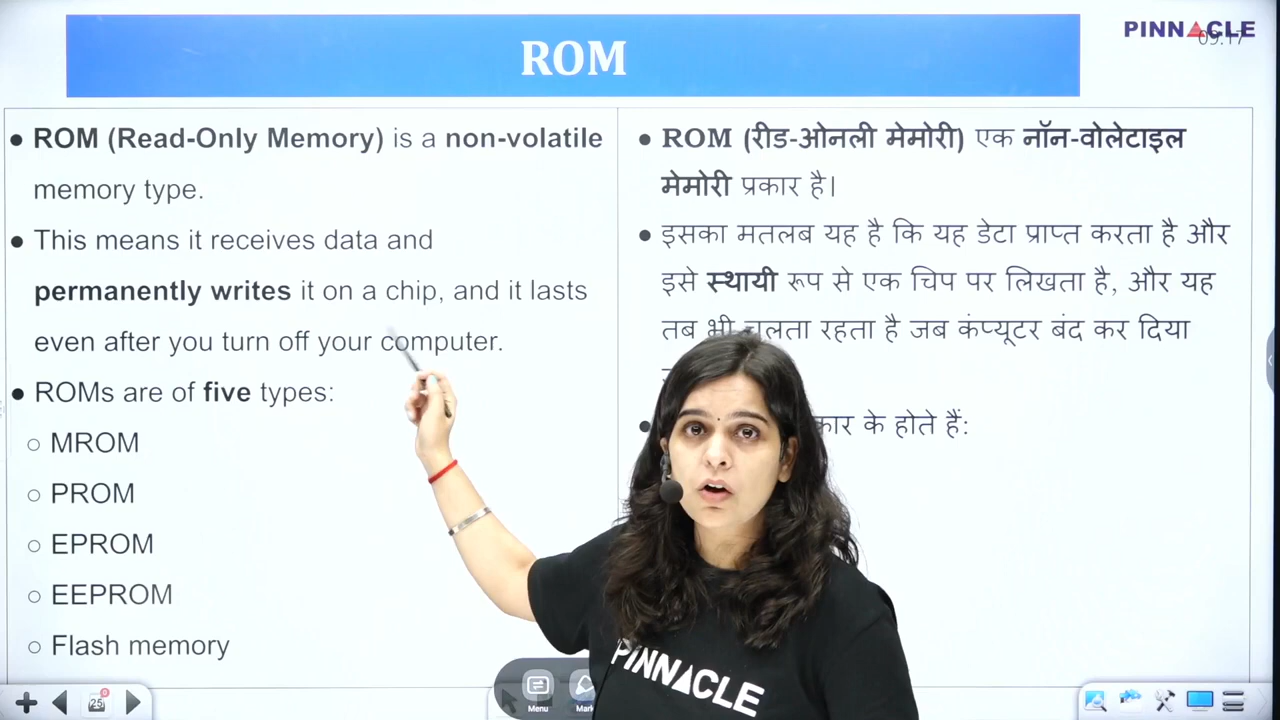 ROM
PINNACLE
09:17
ROM (Read-Only Memory) is a non-volatile
memory type.
This means it receives data and
permanently writes it on a chip, and it lasts
even after you turn off your computer.
ROMs are of five types:
MROM
PROM
EPROM
EEPROM
Flash memory
ROM (रीड-ओनली मेमोरी) एक नॉन-वोलेटाइल
मेमोरी प्रकार है।
इसका मतलब यह है कि यह डेटा प्राप्त करता है और
इसे स्थायी रूप से एक चिप पर लिखता है, और यह
तब भी चलता रहता है जब कंप्यूटर बंद कर दिया
के होते हैं:
PINNACLE
25
Menu